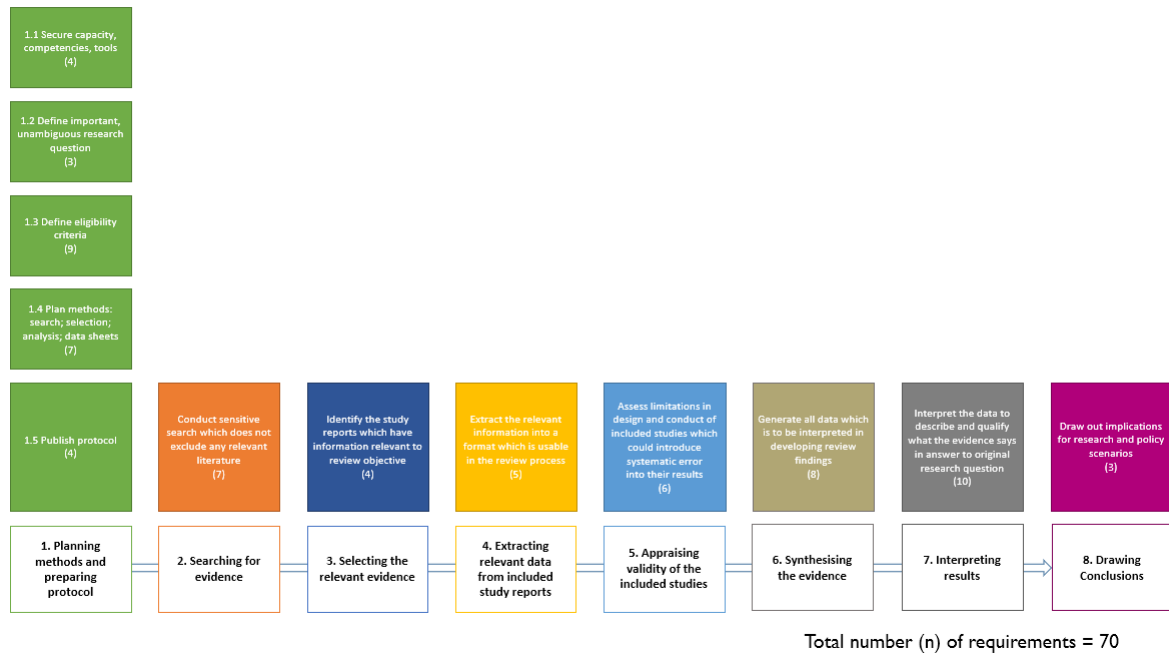 1.1 Secure capacity,
competencies, tools
(4)
1.2 Define important,
unambiguous research
question
(3)
1.3 Define eligibility
criteria
(9)
1.4 Plan methods:
search; selection;
analysis; data sheets
(7)
1.5 Publish protocol
(4)
Conduct sensitive
search which does not
exclude any relevant
literature
(7)
Identify the study
reports which have
information relevant to
review objective
(4)
Extract the relevant
information into a
format which is usable
in the review process
(5)
Assess limitations in
design and conduct of
included studies which
could introduce
systematic error
into their results
(6)
Generate all data which
is to be interpreted in
developing review
findings
(8)
Interpret the data to
describe and qualify
what the evidence says
in answer to original
research question
(10)
Draw out implications
for research and policy
scenarios
(3)
1. Planning
methods and
preparing
protocol
2. Searching for
evidence
3. Selecting the
relevant evidence
4. Extracting
relevant data
from included
study reports
5. Appraising
validity of the
included studies
6. Synthesising
the evidence
7. Interpreting
results
8. Drawing
Conclusions
Total number (n) of requirements = 70